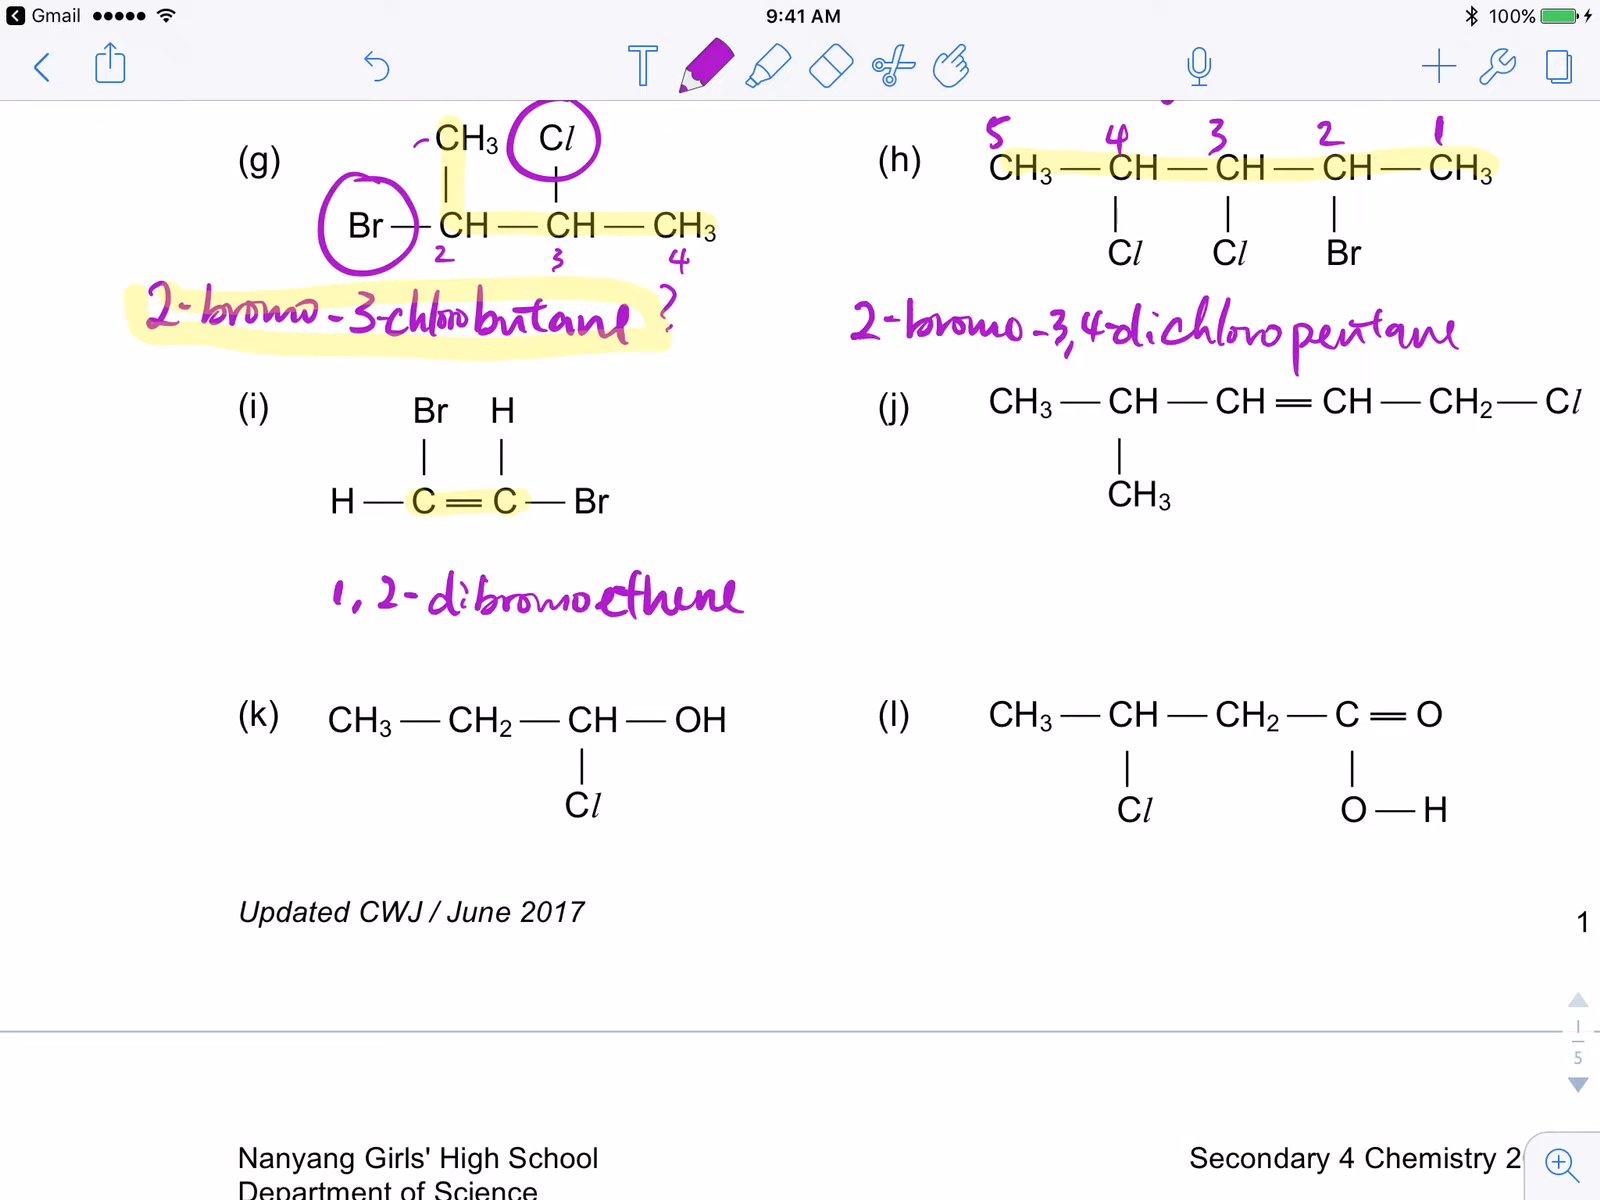 Gmail 9:41 AM 100%
T
(g) CH3 Cl
Br — CH — CH — CH3
2 3 4
2-bromo-3-chlorobutane?
(h) 5 4 3 2 1
CH3 — CH — CH — CH — CH3
Cl Cl Br
2-bromo-3,4-dichloropentane
(i) Br H
H — C = C — Br
1,2-dibromoethene
(j) CH3 — CH — CH = CH — CH2 — Cl
CH3
(k) CH3 — CH2 — CH — OH
Cl
(l) CH3 — CH — CH2 — C = O
Cl O — H
Updated CWJ / June 2017
1
1
5
Nanyang Girls' High School Secondary 4 Chemistry 2
Department of Science